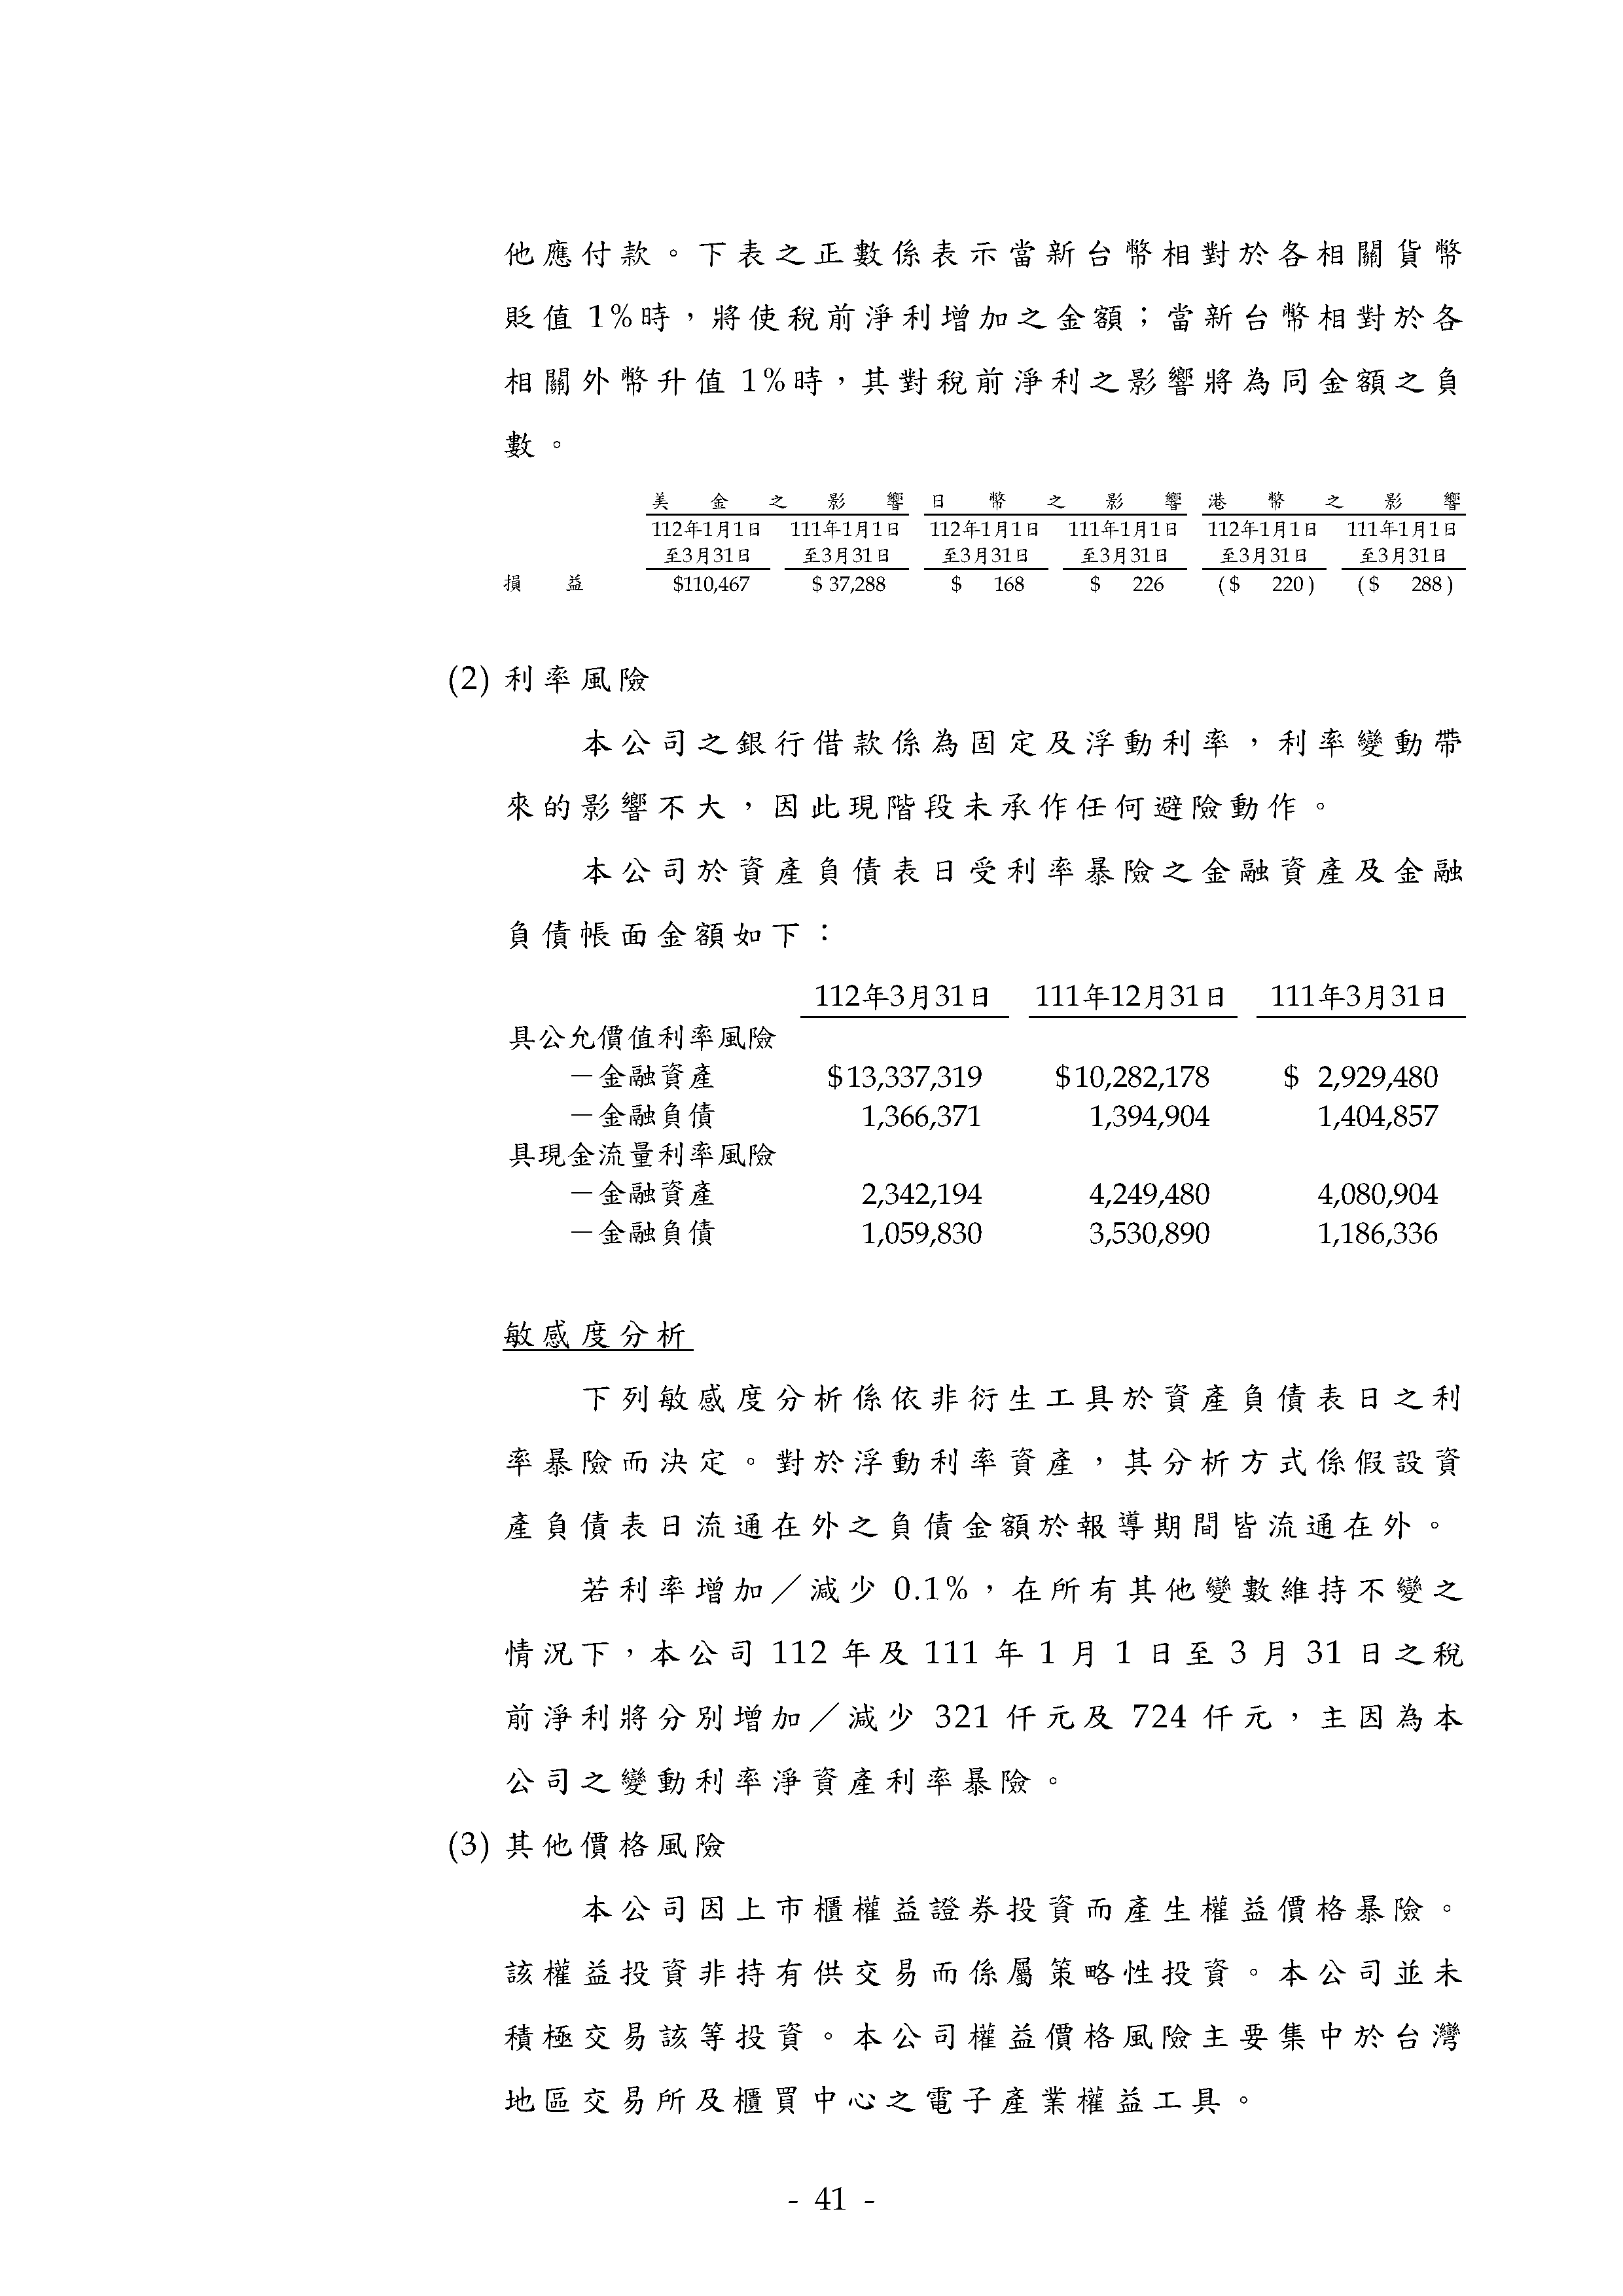 他應付款。下表之正數係表示當新台幣相對於各相關貨幣
貶值 1%時，將使稅前淨利增加之金額；當新台幣相對於各
相關外幣升值 1%時，其對稅前淨利之影響將為同金額之負
數。
美金之影響 日幣之影響 港幣之影響
112年1月1日 111年1月1日 112年1月1日 111年1月1日 112年1月1日 111年1月1日
至3月31日 至3月31日 至3月31日 至3月31日 至3月31日 至3月31日
損益 $110,467 $ 37,288 $ 168 $ 226 ($ 220) ($ 288)
(2) 利率風險
本公司之銀行借款係為固定及浮動利率，利率變動帶
來的影響不大，因此現階段未承作任何避險動作。
本公司於資產負債表日受利率暴險之金融資產及金融
負債帳面金額如下：
112年3月31日 111年12月31日 111年3月31日
具公允價值利率風險
－金融資產 $13,337,319 $10,282,178 $ 2,929,480
－金融負債 1,366,371 1,394,904 1,404,857
具現金流量利率風險
－金融資產 2,342,194 4,249,480 4,080,904
－金融負債 1,059,830 3,530,890 1,186,336
敏感度分析
下列敏感度分析係依非衍生工具於資產負債表日之利
率暴險而決定。對於浮動利率資產，其分析方式係假設資
產負債表日流通在外之負債金額於報導期間皆流通在外。
若利率增加／減少 0.1%，在所有其他變數維持不變之
情況下，本公司 112 年及 111 年 1 月 1 日至 3 月 31 日之稅
前淨利將分別增加／減少 321 仟元及 724 仟元，主因為本
公司之變動利率淨資產利率暴險。
(3) 其他價格風險
本公司因上市櫃權益證券投資而產生權益價格暴險。
該權益投資非持有供交易而係屬策略性投資。本公司並未
積極交易該等投資。本公司權益價格風險主要集中於台灣
地區交易所及櫃買中心之電子產業權益工具。
- 41 -